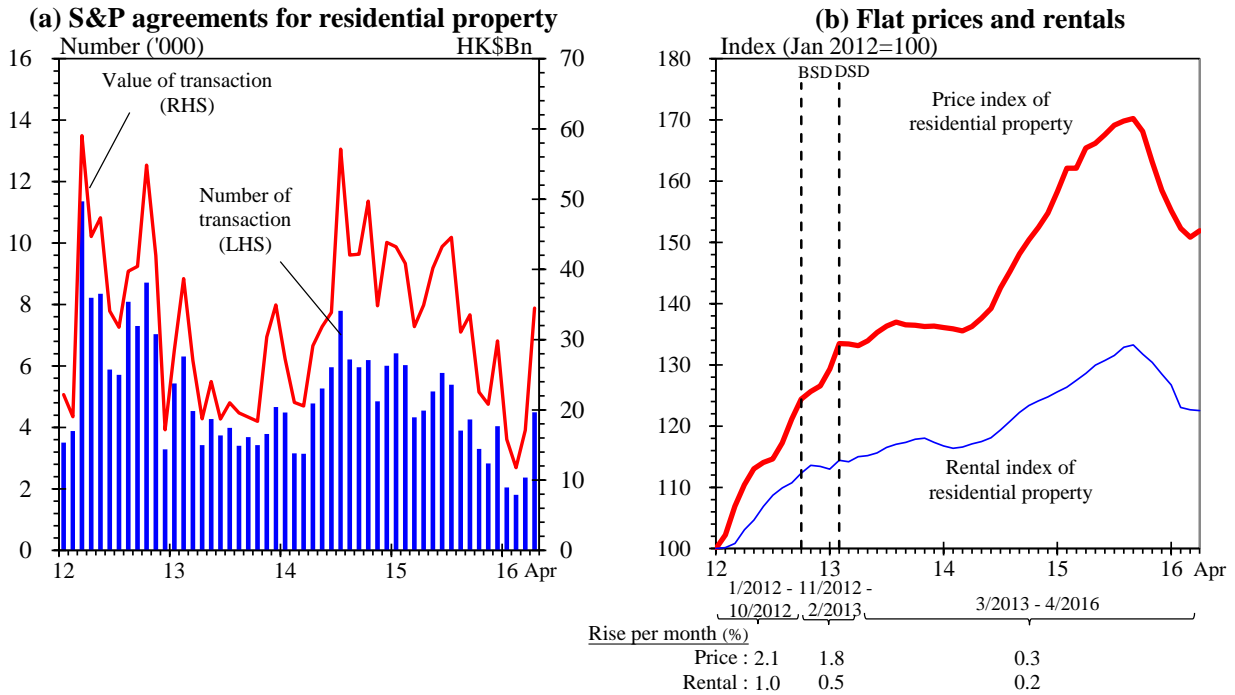 (a) S&P agreements for residential property
Number ('000)
HK$Bn
16
14
12
10
8
6
4
2
0
70
60
50
40
30
20
10
0
Value of transaction
(RHS)
Number of
transaction
(LHS)
12
13
14
15
16 Apr
(b) Flat prices and rentals
Index (Jan 2012=100)
180
170
160
150
140
130
120
110
100
BSD
DSD
Price index of
residential property
Rental index of
residential property
12
13
14
15
16 Apr
1/2012 -
10/2012
11/2012 -
2/2013
3/2013 - 4/2016
Rise per month (%)
Price : 2.1 1.8 0.3
Rental : 1.0 0.5 0.2